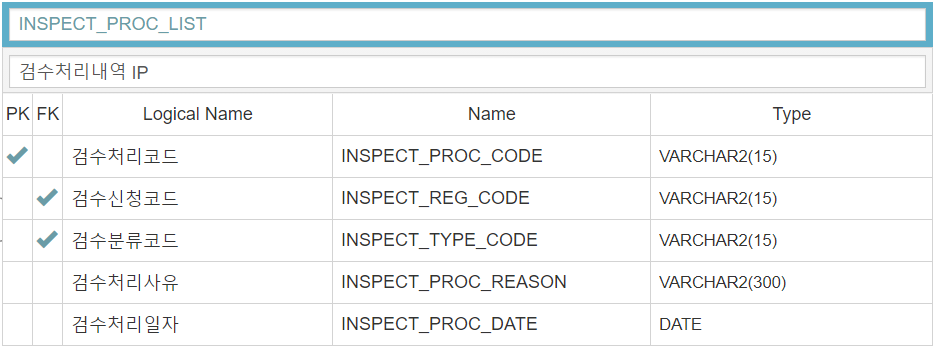 INSPECT_PROC_LIST
검수처리내역 IP
PK FK Logical Name Name Type
검수처리코드 INSPECT_PROC_CODE VARCHAR2(15)
검수신청코드 INSPECT_REG_CODE VARCHAR2(15)
검수분류코드 INSPECT_TYPE_CODE VARCHAR2(15)
검수처리사유 INSPECT_PROC_REASON VARCHAR2(300)
검수처리일자 INSPECT_PROC_DATE DATE